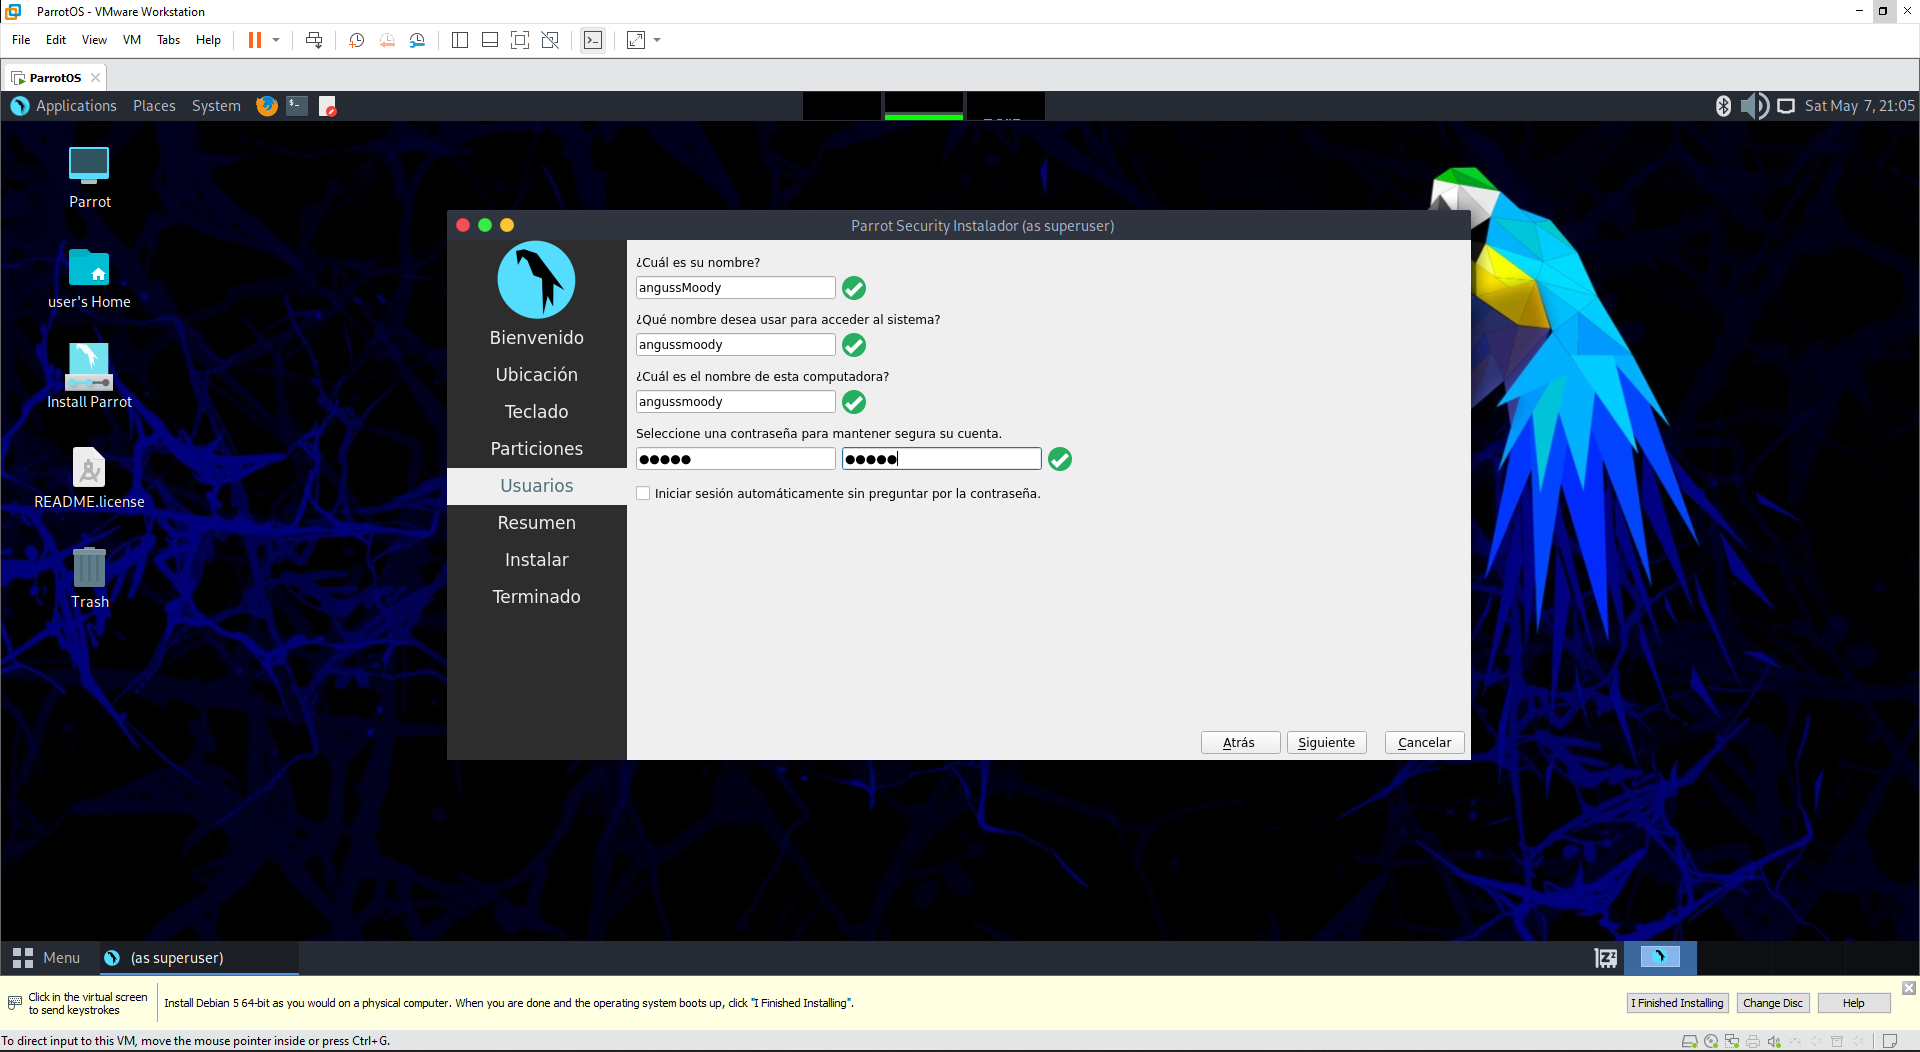 ParrotOS - VMware Workstation
File Edit View VM Tabs Help
ParrotOS
Applications Places System
Sat May 7, 21:05
Parrot
user's Home
Install Parrot
README.license
Trash
Parrot Security Instalador (as superuser)
Bienvenido
Ubicación
Teclado
Particiones
Usuarios
Resumen
Instalar
Terminado
¿Cuál es su nombre?
angussMoody
¿Qué nombre desea usar para acceder al sistema?
angussmoody
¿Cuál es el nombre de esta computadora?
angussmoody
Seleccione una contraseña para mantener segura su cuenta.
●●●●● ●●●●●
Iniciar sesión automáticamente sin preguntar por la contraseña.
Atrás Siguiente Cancelar
Menu (as superuser)
Click in the virtual screen
to send keystrokes
Install Debian 5 64-bit as you would on a physical computer. When you are done and the operating system boots up, click "I Finished Installing".
I Finished Installing Change Disc Help
To direct input to this VM, move the mouse pointer inside or press Ctrl+G.